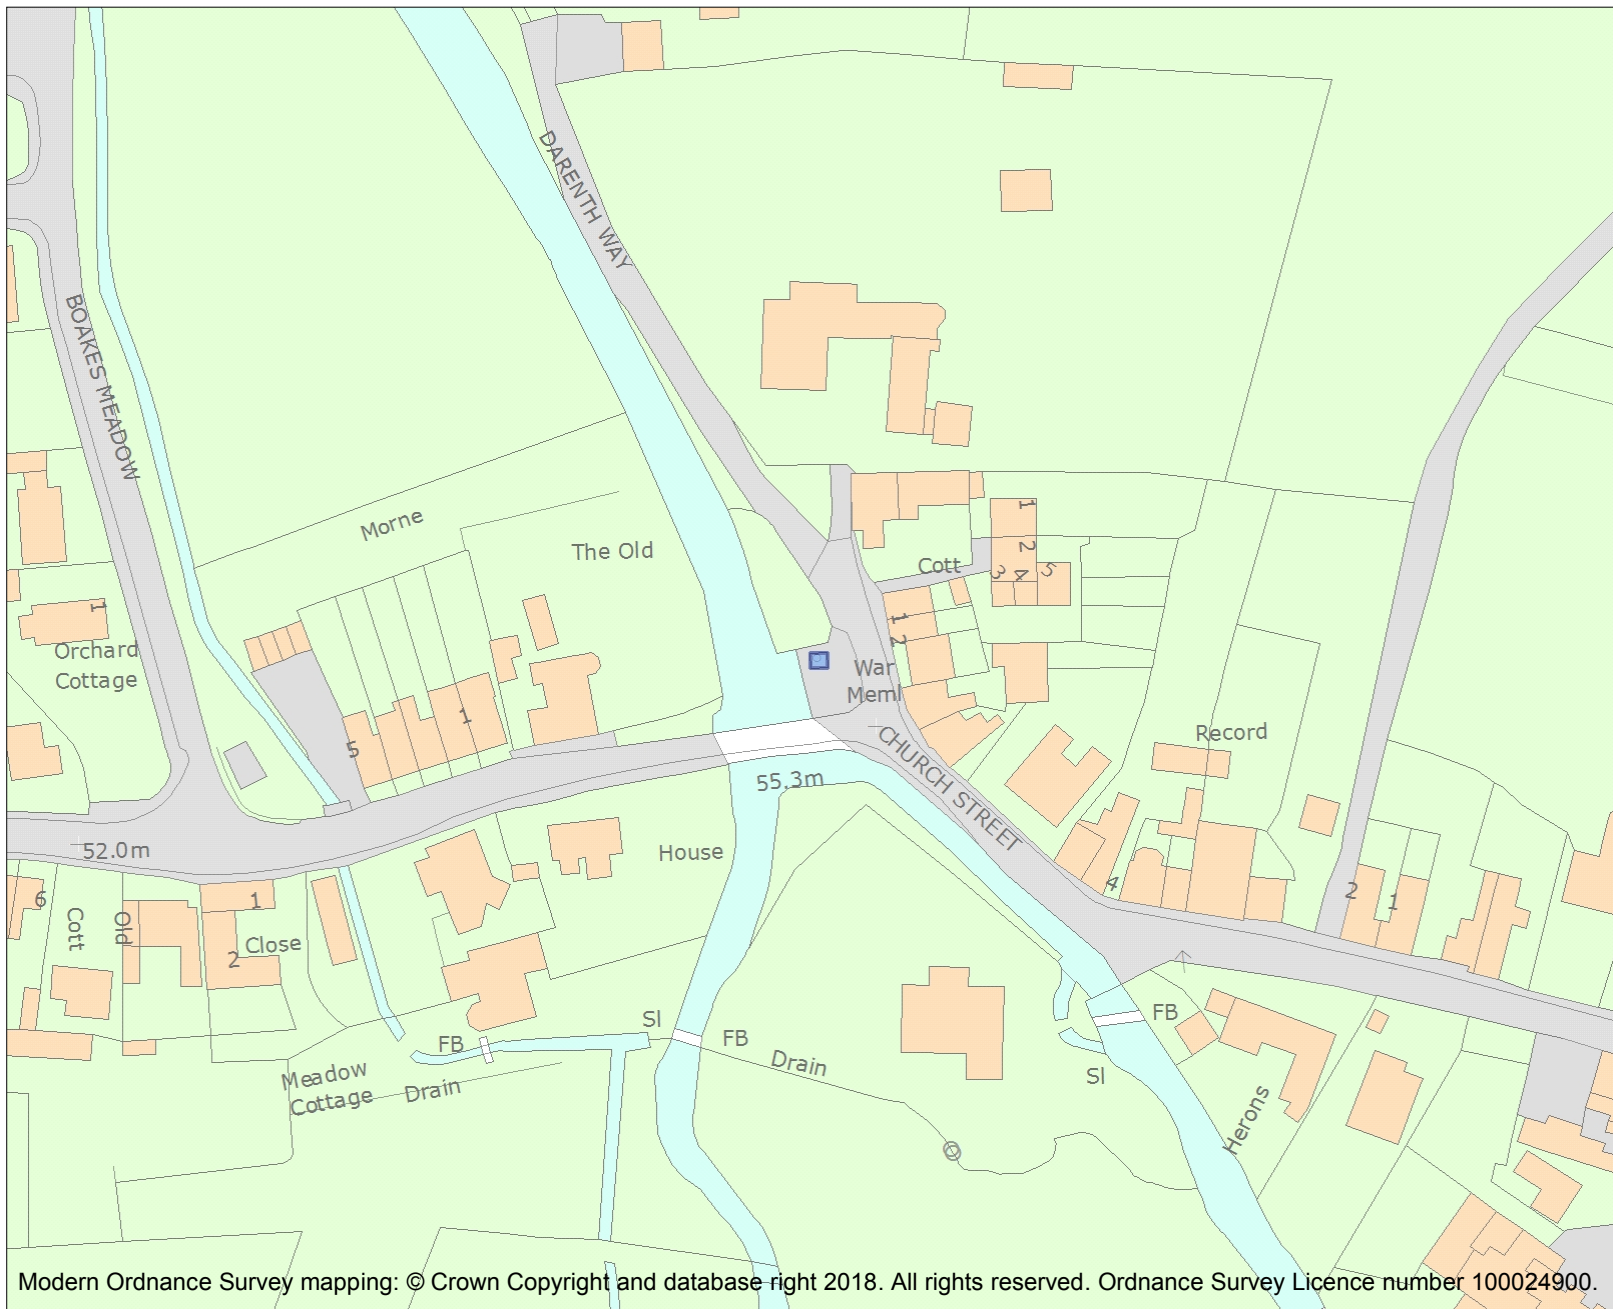 DARENTH WAY
BOAKES MEADOW
Morne
The Old
1
2
3
4
5
Cott
1
Orchard
Cottage
1
2
War
Meml
1
5
Record
CHURCH STREET
55.3m
52.0m
House
4
2
1
6
Cott
Old
1
2
Close
Sl
FB
FB
FB
Drain
Sl
Meadow
Cottage
Drain
Herons
Modern Ordnance Survey mapping: © Crown Copyright and database right 2018. All rights reserved. Ordnance Survey Licence number 100024900.